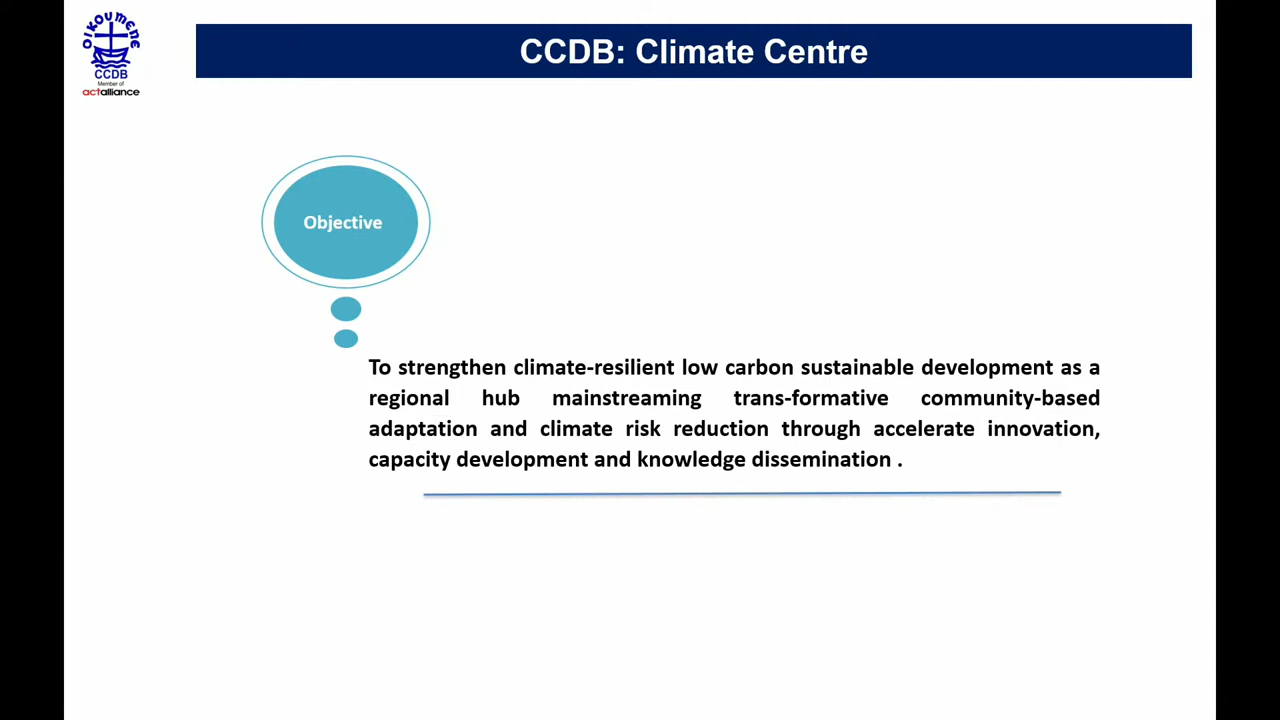 OIKOUMENE
CCDB
Member of
actalliance
CCDB: Climate Centre
Objective
To strengthen climate-resilient low carbon sustainable development as a
regional hub mainstreaming trans-formative community-based
adaptation and climate risk reduction through accelerate innovation,
capacity development and knowledge dissemination .